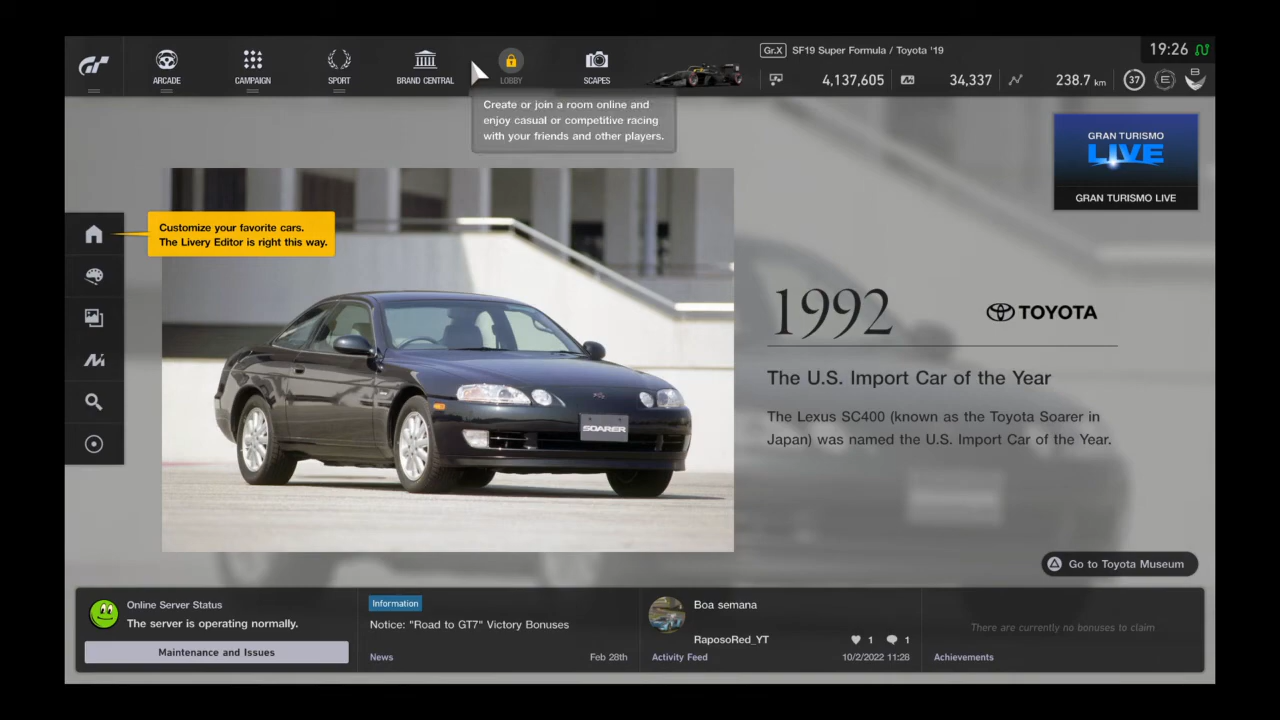 ARCADE
CAMPAIGN
SPORT
BRAND CENTRAL
LOBBY
SCAPES
Gr.X SF19 Super Formula / Toyota '19
19:26
4,137,605
34,337
238.7 km
37
E
B
Create or join a room online and
enjoy casual or competitive racing
with your friends and other players.
GRAN TURISMO
LIVE
GRAN TURISMO LIVE
Customize your favorite cars.
The Livery Editor is right this way.
SOARER
1992
TOYOTA
The U.S. Import Car of the Year
The Lexus SC400 (known as the Toyota Soarer in
Japan) was named the U.S. Import Car of the Year.
Go to Toyota Museum
Online Server Status
The server is operating normally.
Maintenance and Issues
Information
Notice: "Road to GT7" Victory Bonuses
News
Feb 28th
Boa semana
RaposoRed_YT
1
1
Activity Feed
10/2/2022 11:28
There are currently no bonuses to claim
Achievements